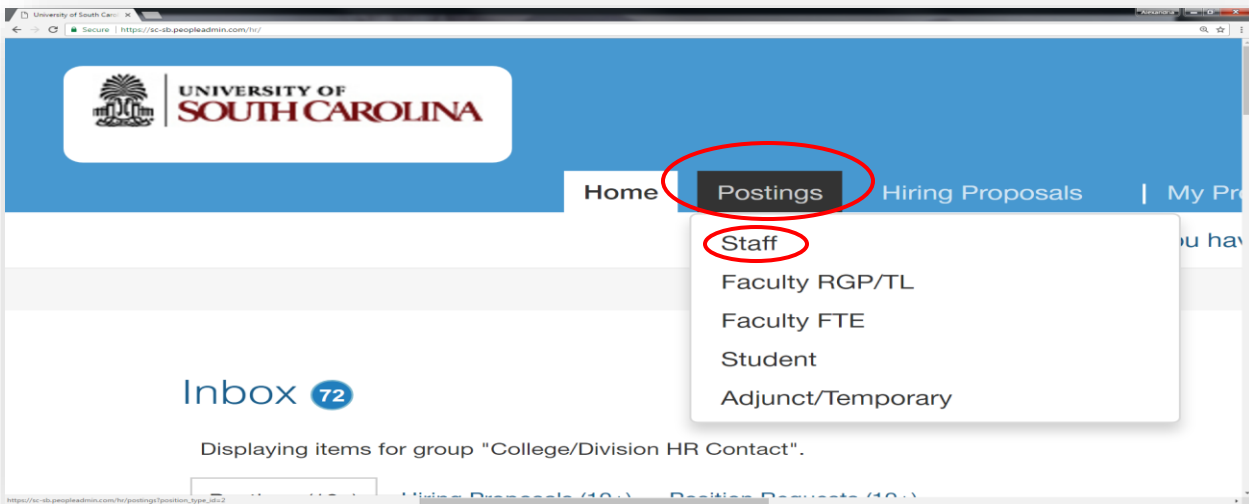 University of South Caro
Alexandra
Secure | https://sc-sb.peopleadmin.com/hr/
UNIVERSITY OF
SOUTH CAROLINA
Home Postings Hiring Proposals | My Pr
Staff
u hav
Faculty RGP/TL
Faculty FTE
Student
Adjunct/Temporary
Inbox 72
Displaying items for group "College/Division HR Contact".
Hiring Proposals (10+) Position Requests (10+)
https://sc-sb.peopleadmin.com/hr/postings?position_type_id=2